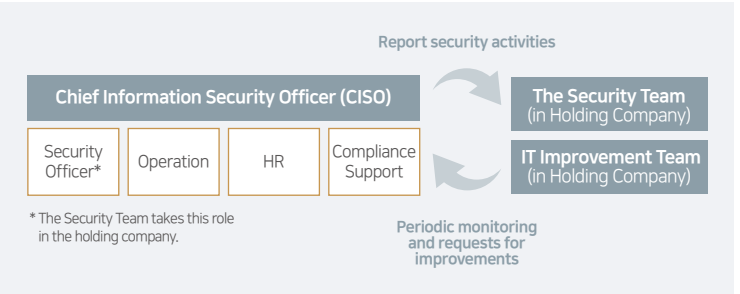 Report security activities
Chief Information Security Officer (CISO)
The Security Team
(in Holding Company)
Security
Officer*
Operation
HR
Compliance
Support
IT Improvement Team
(in Holding Company)
* The Security Team takes this role
in the holding company.
Periodic monitoring
and requests for
improvements